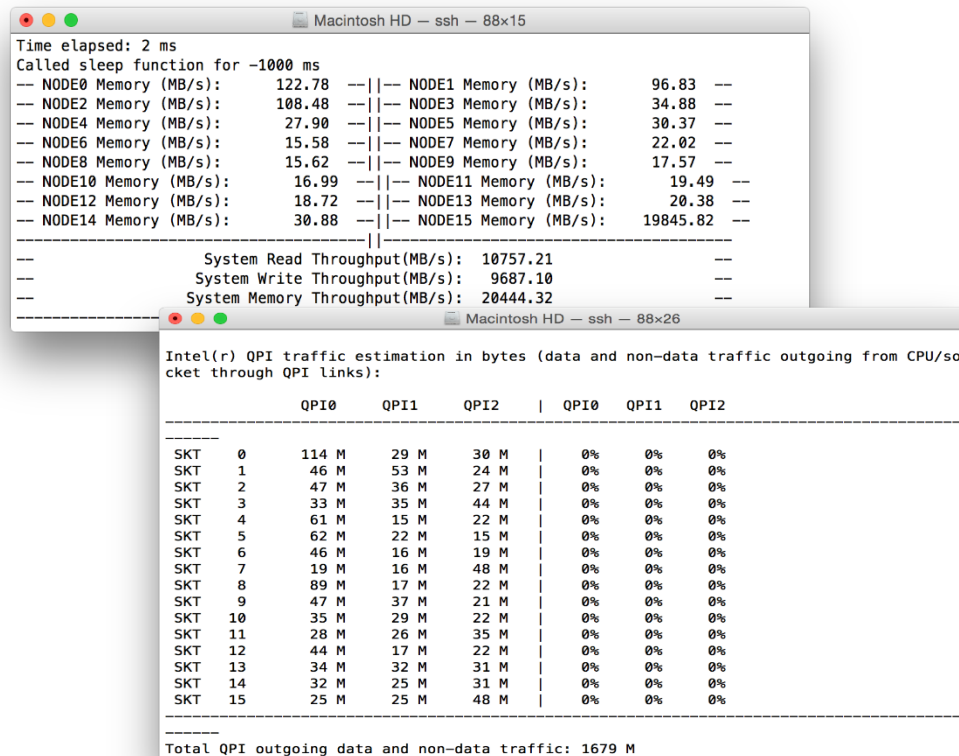 Macintosh HD — ssh — 88×15
Time elapsed: 2 ms
Called sleep function for -1000 ms
-- NODE0 Memory (MB/s): 122.78 --||-- NODE1 Memory (MB/s): 96.83 --
-- NODE2 Memory (MB/s): 108.48 --||-- NODE3 Memory (MB/s): 34.88 --
-- NODE4 Memory (MB/s): 27.90 --||-- NODE5 Memory (MB/s): 30.37 --
-- NODE6 Memory (MB/s): 15.58 --||-- NODE7 Memory (MB/s): 22.02 --
-- NODE8 Memory (MB/s): 15.62 --||-- NODE9 Memory (MB/s): 17.57 --
-- NODE10 Memory (MB/s): 16.99 --||-- NODE11 Memory (MB/s): 19.49 --
-- NODE12 Memory (MB/s): 18.72 --||-- NODE13 Memory (MB/s): 20.38 --
-- NODE14 Memory (MB/s): 30.88 --||-- NODE15 Memory (MB/s): 19845.82 --
---------------------------------------||---------------------------------------
-- System Read Throughput(MB/s): 10757.21 --
-- System Write Throughput(MB/s): 9687.10 --
-- System Memory Throughput(MB/s): 20444.32 --
Macintosh HD — ssh — 88×26
Intel(r) QPI traffic estimation in bytes (data and non-data traffic outgoing from CPU/so
cket through QPI links):
QPI0 QPI1 QPI2 | QPI0 QPI1 QPI2
----------------------------------------------------------------------------------------
------
SKT 0 114 M 29 M 30 M | 0% 0% 0%
SKT 1 46 M 53 M 24 M | 0% 0% 0%
SKT 2 47 M 36 M 27 M | 0% 0% 0%
SKT 3 33 M 35 M 44 M | 0% 0% 0%
SKT 4 61 M 15 M 22 M | 0% 0% 0%
SKT 5 62 M 22 M 15 M | 0% 0% 0%
SKT 6 46 M 16 M 19 M | 0% 0% 0%
SKT 7 19 M 16 M 48 M | 0% 0% 0%
SKT 8 89 M 17 M 22 M | 0% 0% 0%
SKT 9 47 M 37 M 21 M | 0% 0% 0%
SKT 10 35 M 29 M 22 M | 0% 0% 0%
SKT 11 28 M 26 M 35 M | 0% 0% 0%
SKT 12 44 M 17 M 22 M | 0% 0% 0%
SKT 13 34 M 32 M 31 M | 0% 0% 0%
SKT 14 32 M 25 M 31 M | 0% 0% 0%
SKT 15 25 M 25 M 48 M | 0% 0% 0%
----------------------------------------------------------------------------------------
------
Total QPI outgoing data and non-data traffic: 1679 M